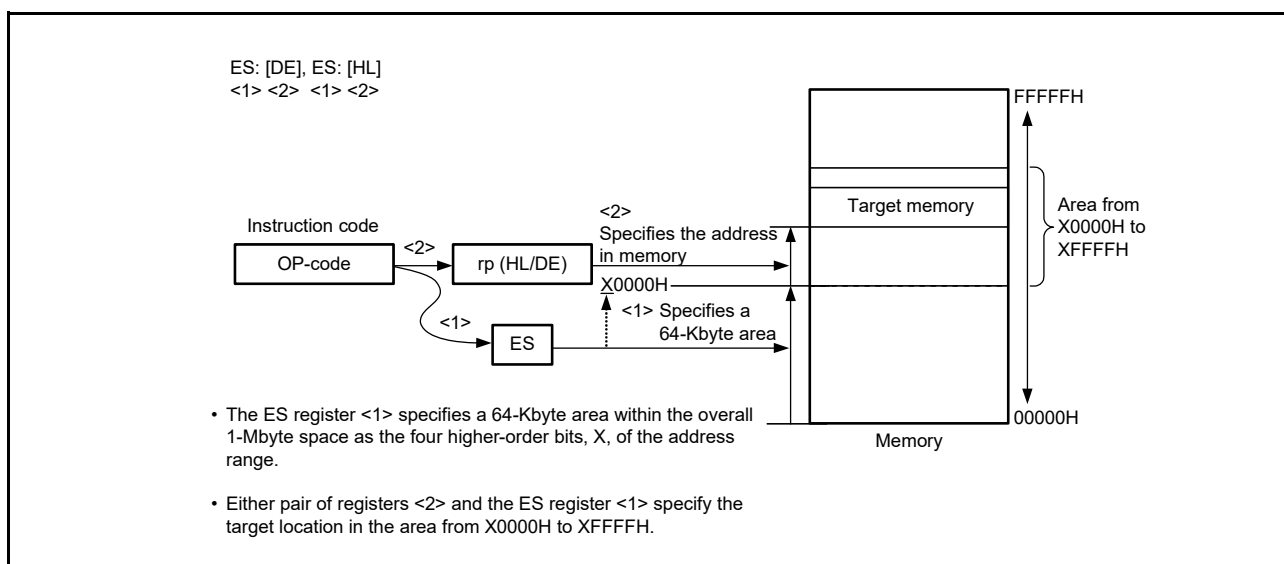 ES: [DE], ES: [HL]
<1> <2> <1> <2>
FFFFFH
Target memory
Area from
X0000H to
XFFFFH
<2>
Specifies the address
in memory
Instruction code
OP-code
<2>
rp (HL/DE)
X0000H
<1> Specifies a
64-Kbyte area
<1>
ES
00000H
Memory
• The ES register <1> specifies a 64-Kbyte area within the overall
1-Mbyte space as the four higher-order bits, X, of the address
range.
• Either pair of registers <2> and the ES register <1> specify the
target location in the area from X0000H to XFFFFH.